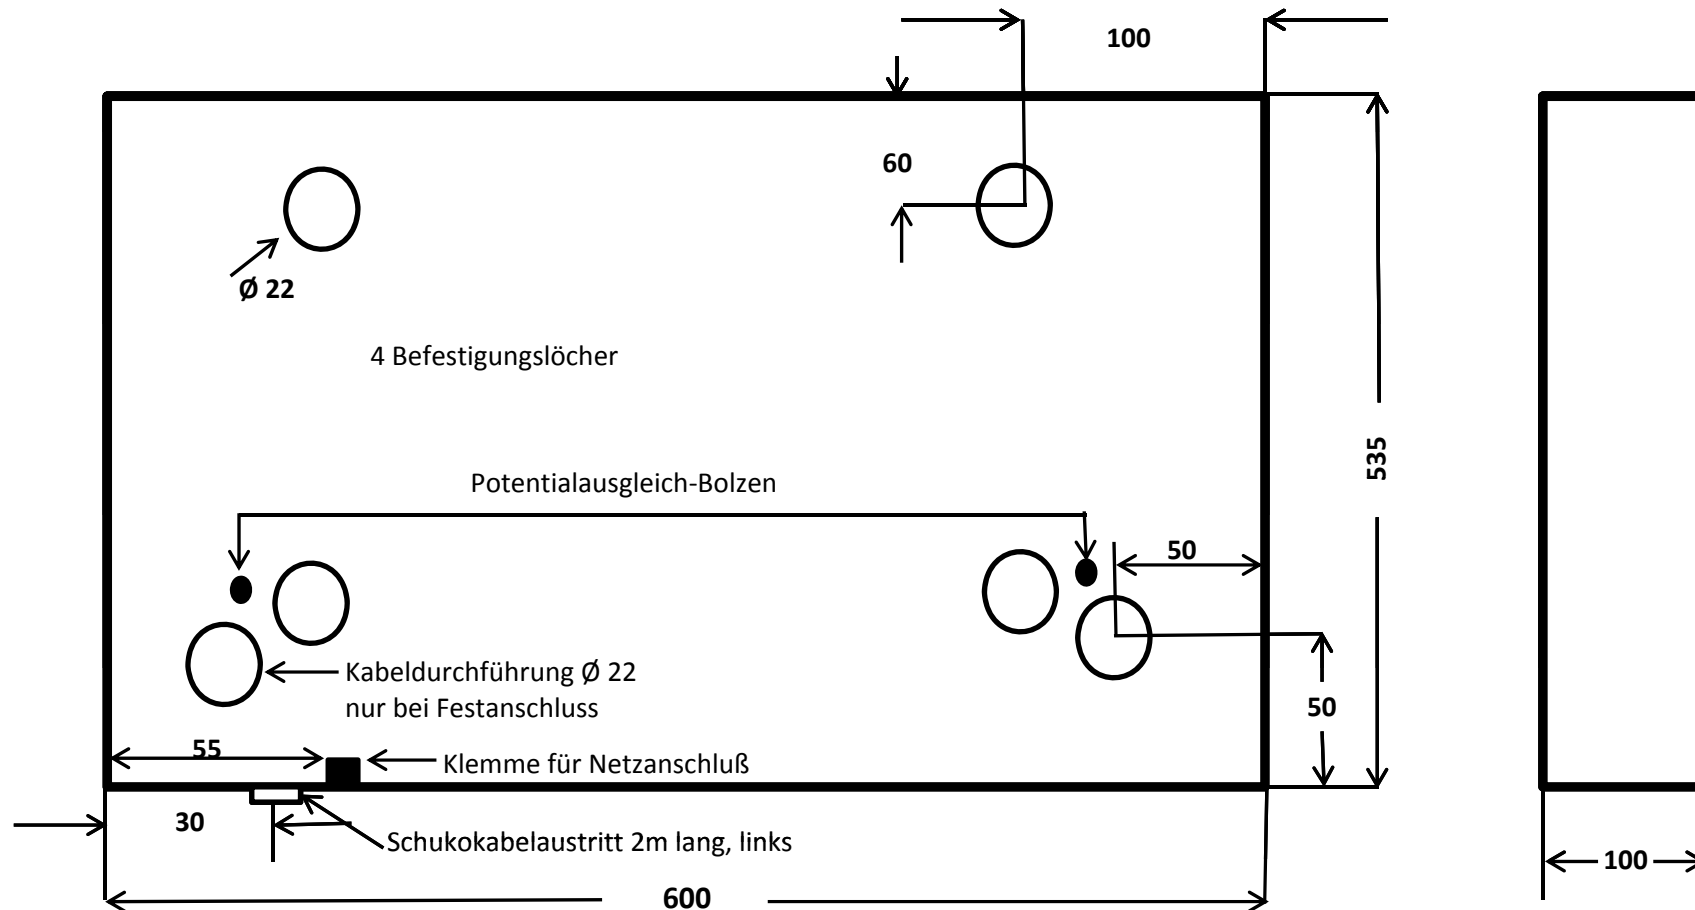 100
60
Ø 22
4 Befestigungslöcher
535
Potentialausgleich-Bolzen
50
Kabeldurchführung Ø 22
nur bei Festanschluss
50
55
Klemme für Netzanschluß
30
Schukokabelaustritt 2m lang, links
100
600